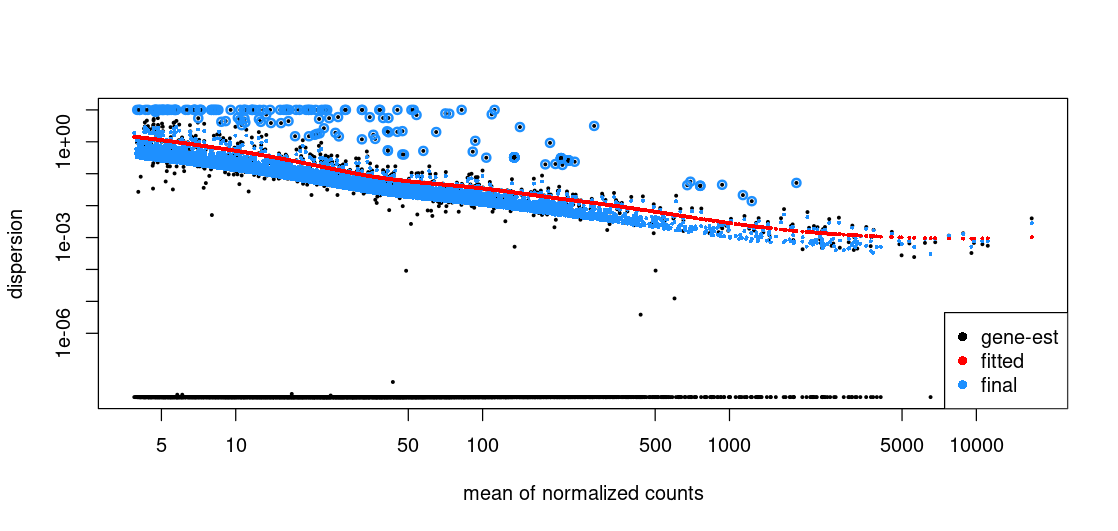 dispersion
1e+00
1e-03
1e-06
gene-est
fitted
final
5 10 50 100 500 1000 5000 10000
mean of normalized counts